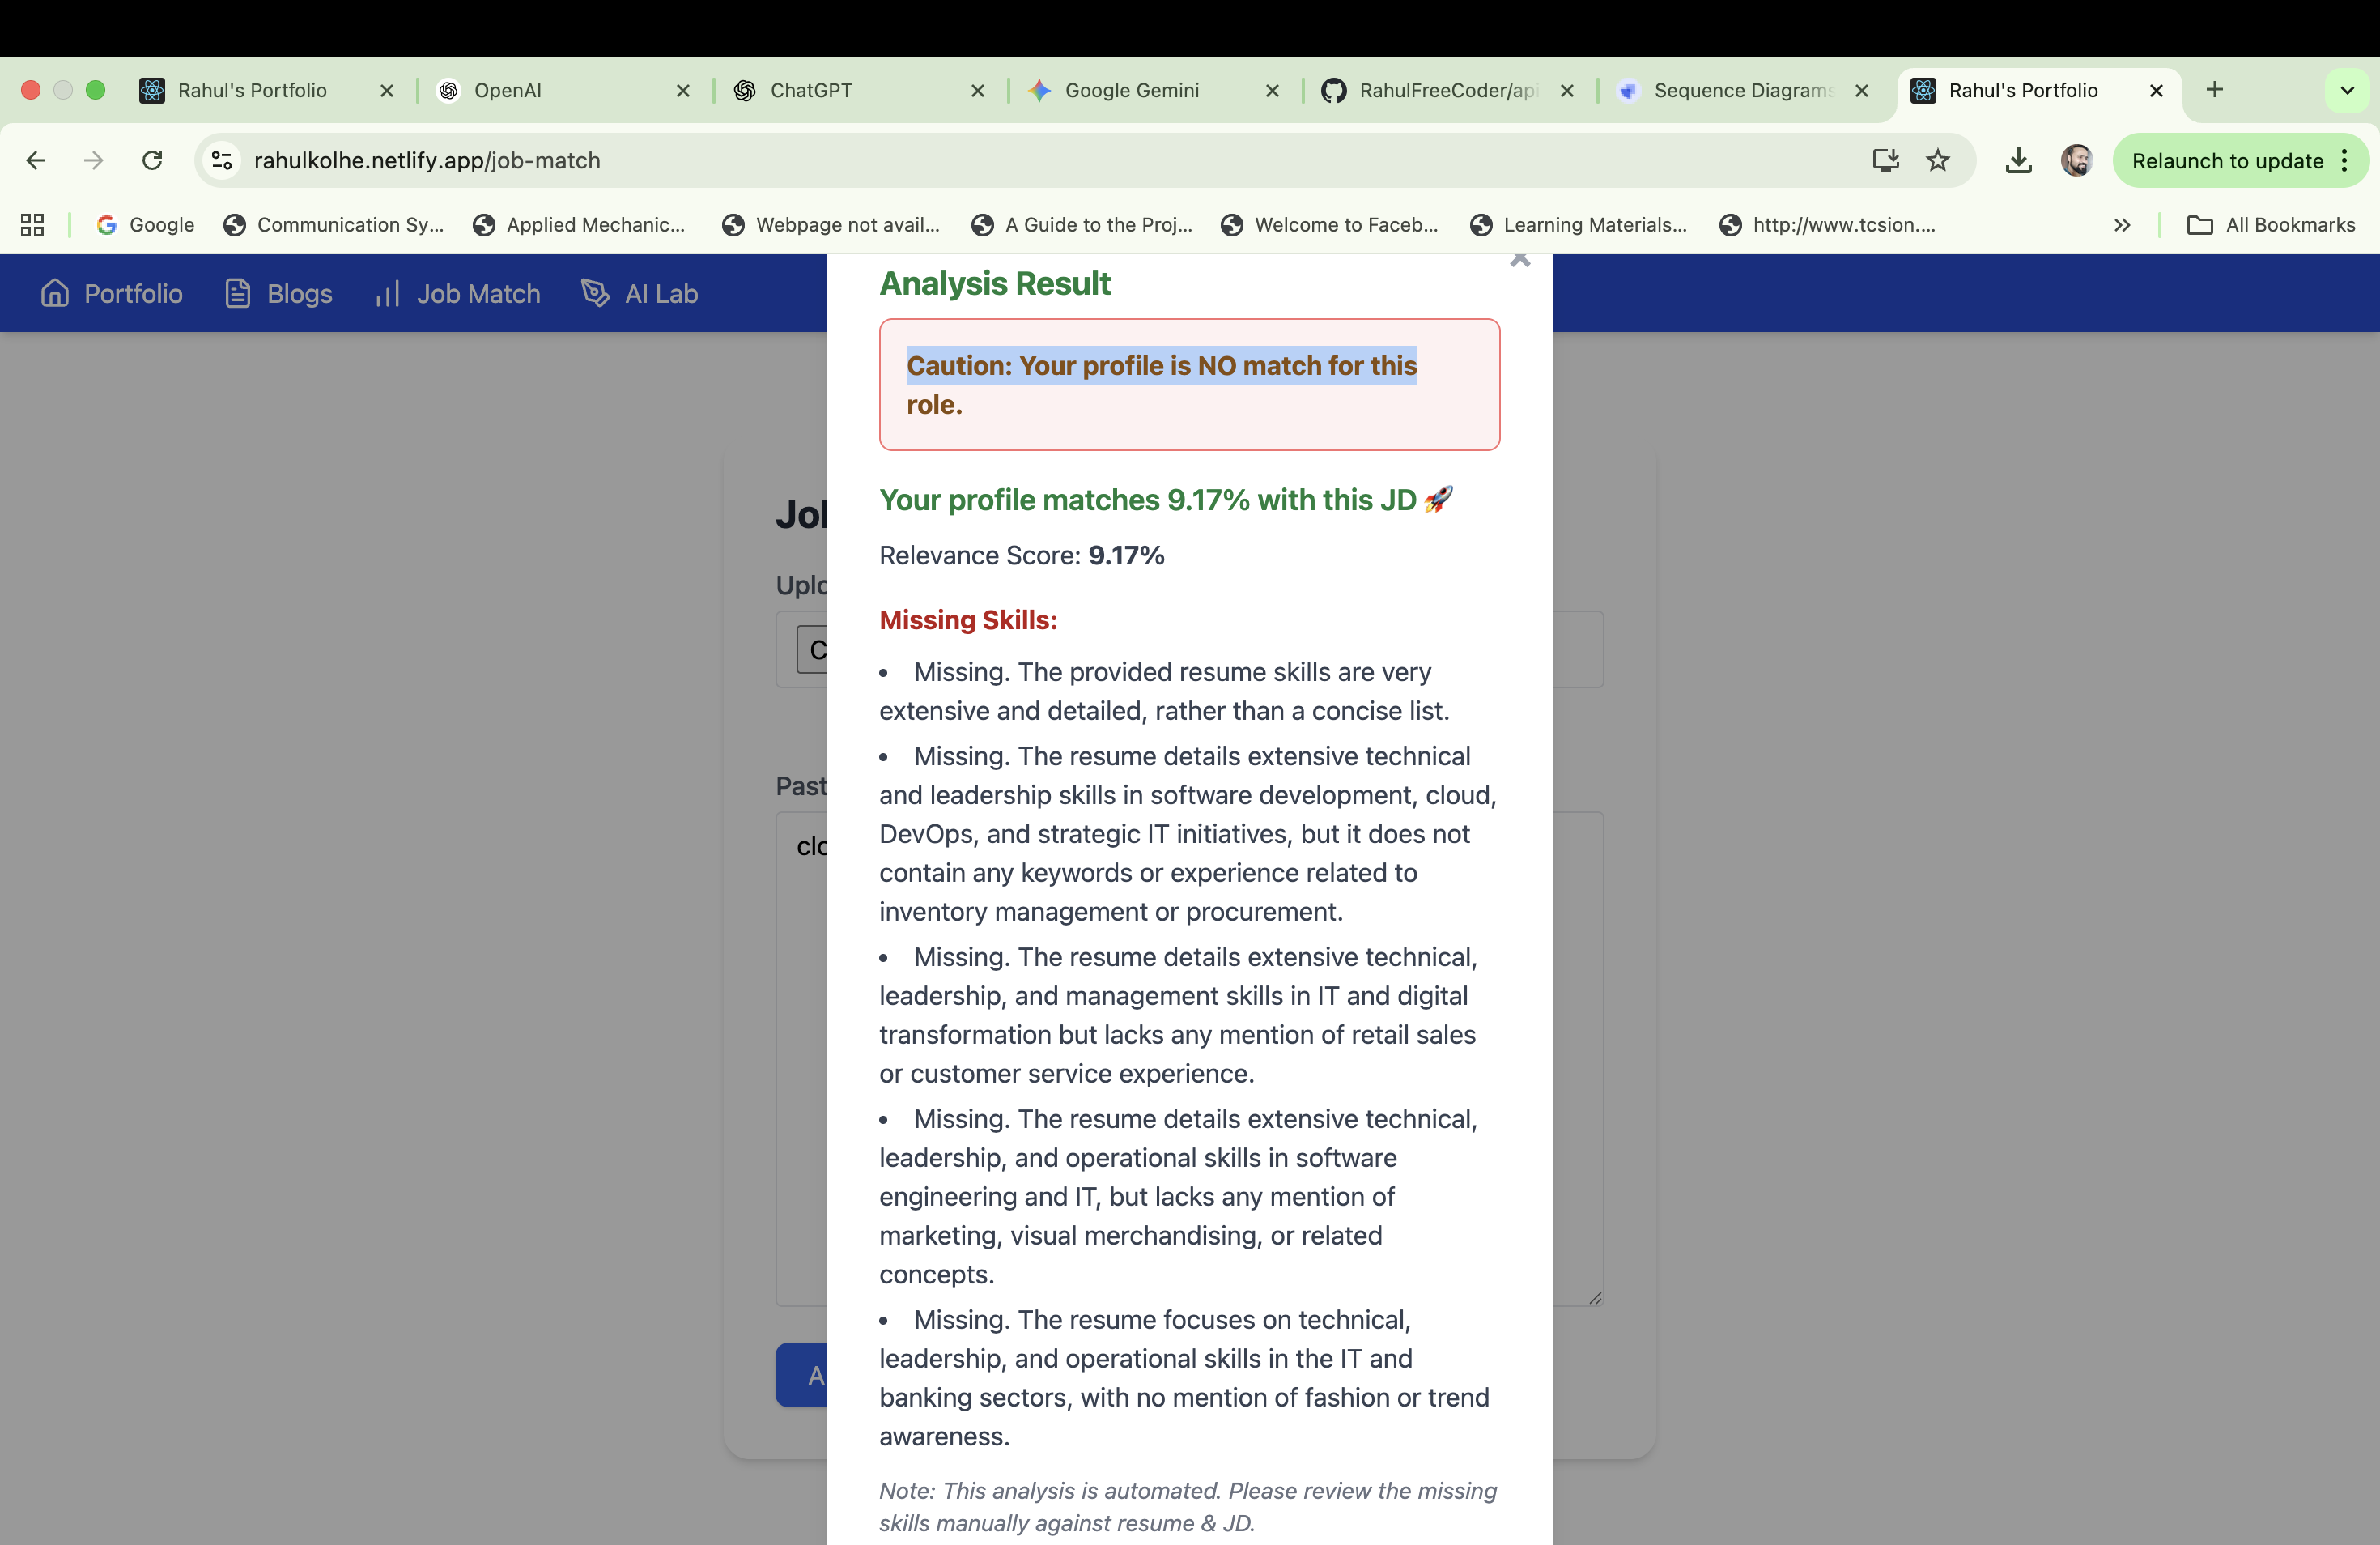 Rahul's Portfolio
OpenAI
ChatGPT
Google Gemini
RahulFreeCoder/api
Sequence Diagrams
Rahul's Portfolio
rahulkolhe.netlify.app/job-match
Relaunch to update
Google
Communication Sy...
Applied Mechanic...
Webpage not avail...
A Guide to the Proj...
Welcome to Faceb...
Learning Materials...
http://www.tcsion....
All Bookmarks
Portfolio
Blogs
Job Match
AI Lab
Analysis Result
Caution: Your profile is NO match for this
role.
Your profile matches 9.17% with this JD 🚀
Relevance Score: 9.17%
Missing Skills:
• Missing. The provided resume skills are very
extensive and detailed, rather than a concise list.
• Missing. The resume details extensive technical
and leadership skills in software development, cloud,
DevOps, and strategic IT initiatives, but it does not
contain any keywords or experience related to
inventory management or procurement.
• Missing. The resume details extensive technical,
leadership, and management skills in IT and digital
transformation but lacks any mention of retail sales
or customer service experience.
• Missing. The resume details extensive technical,
leadership, and operational skills in software
engineering and IT, but lacks any mention of
marketing, visual merchandising, or related
concepts.
• Missing. The resume focuses on technical,
leadership, and operational skills in the IT and
banking sectors, with no mention of fashion or trend
awareness.
Note: This analysis is automated. Please review the missing
skills manually against resume & JD.